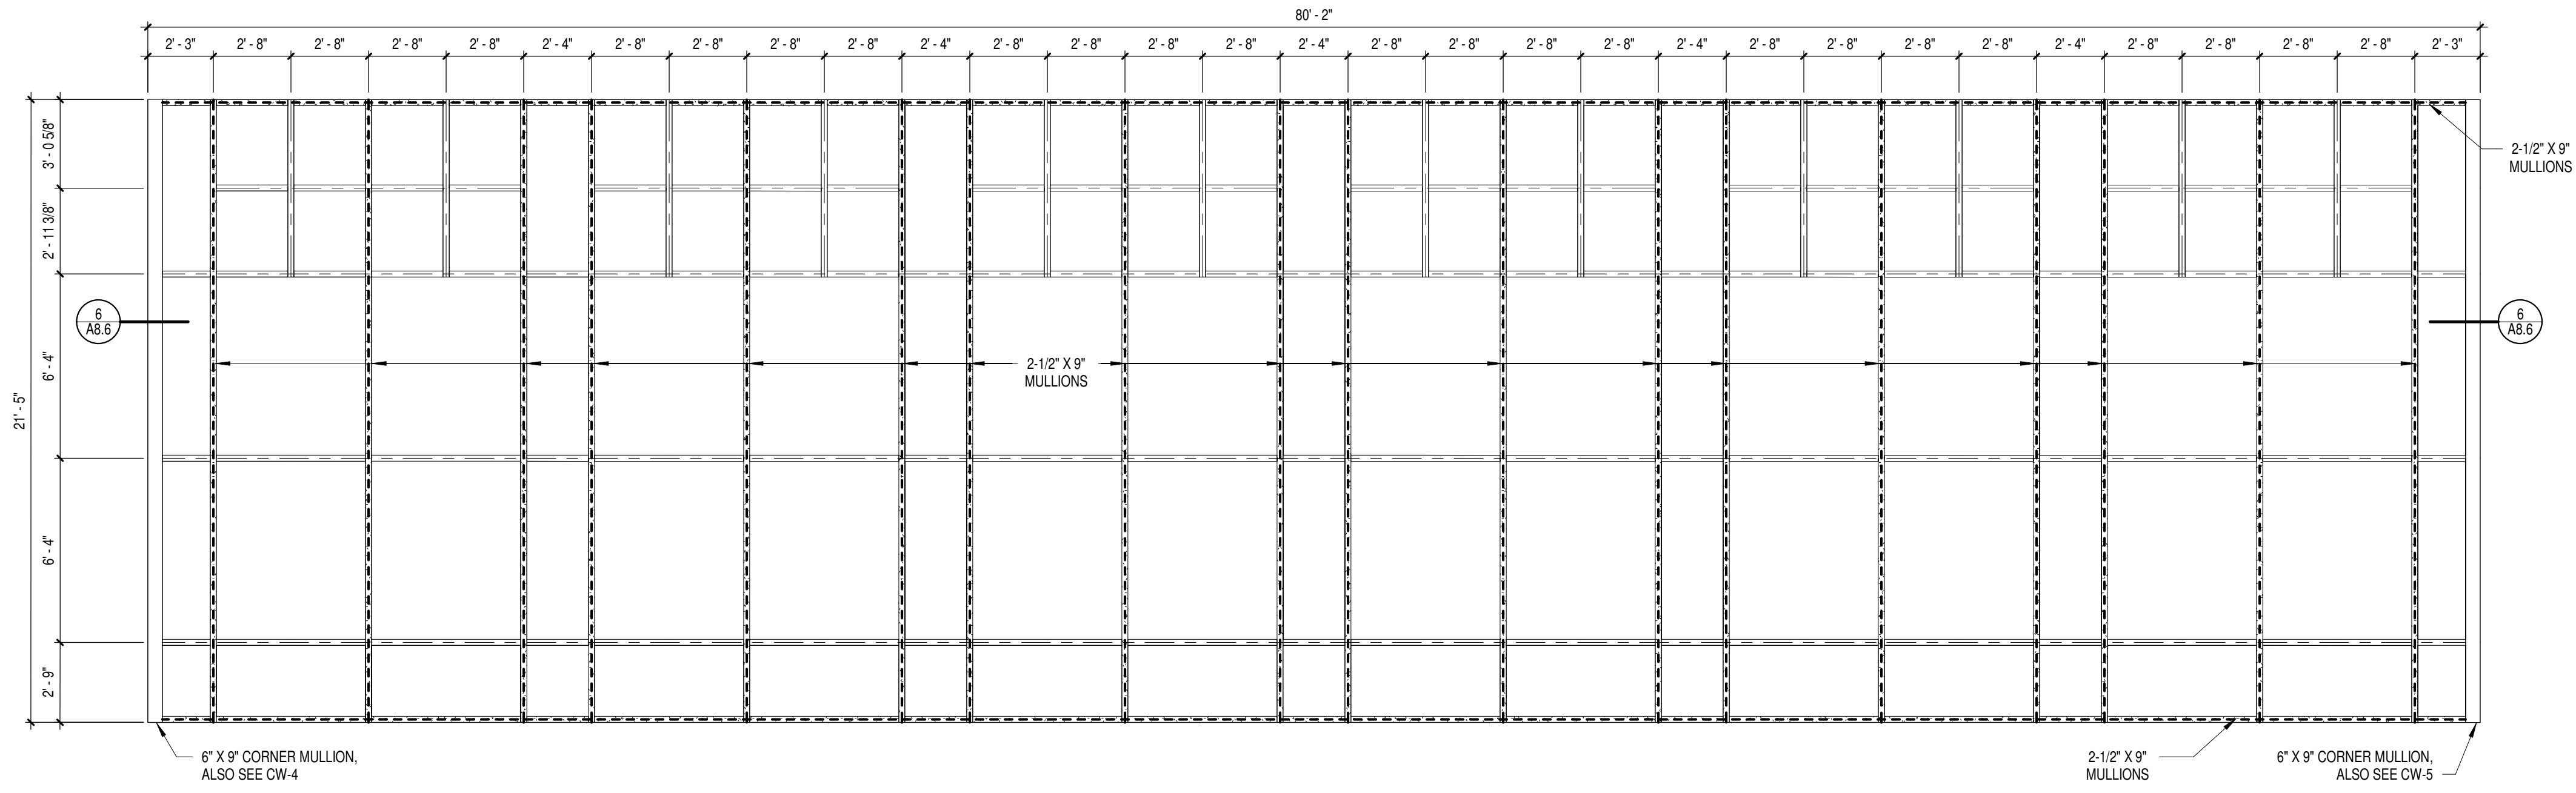 80' - 2"
2' - 3" 2' - 8" 2' - 8" 2' - 8" 2' - 8" 2' - 4" 2' - 8" 2' - 8" 2' - 8" 2' - 8" 2' - 4" 2' - 8" 2' - 8" 2' - 8" 2' - 8" 2' - 4" 2' - 8" 2' - 8" 2' - 8" 2' - 8" 2' - 4" 2' - 8" 2' - 8" 2' - 8" 2' - 8" 2' - 4" 2' - 8" 2' - 8" 2' - 8" 2' - 8" 2' - 3"
3' - 0 5/8"
2' - 11 3/8"
6' - 4"
6' - 4"
2' - 9"
21' - 5"
2-1/2" X 9"
MULLIONS
6
A8.6
6
A8.6
2-1/2" X 9"
MULLIONS
6" X 9" CORNER MULLION,
ALSO SEE CW-4
2-1/2" X 9"
MULLIONS
6" X 9" CORNER MULLION,
ALSO SEE CW-5